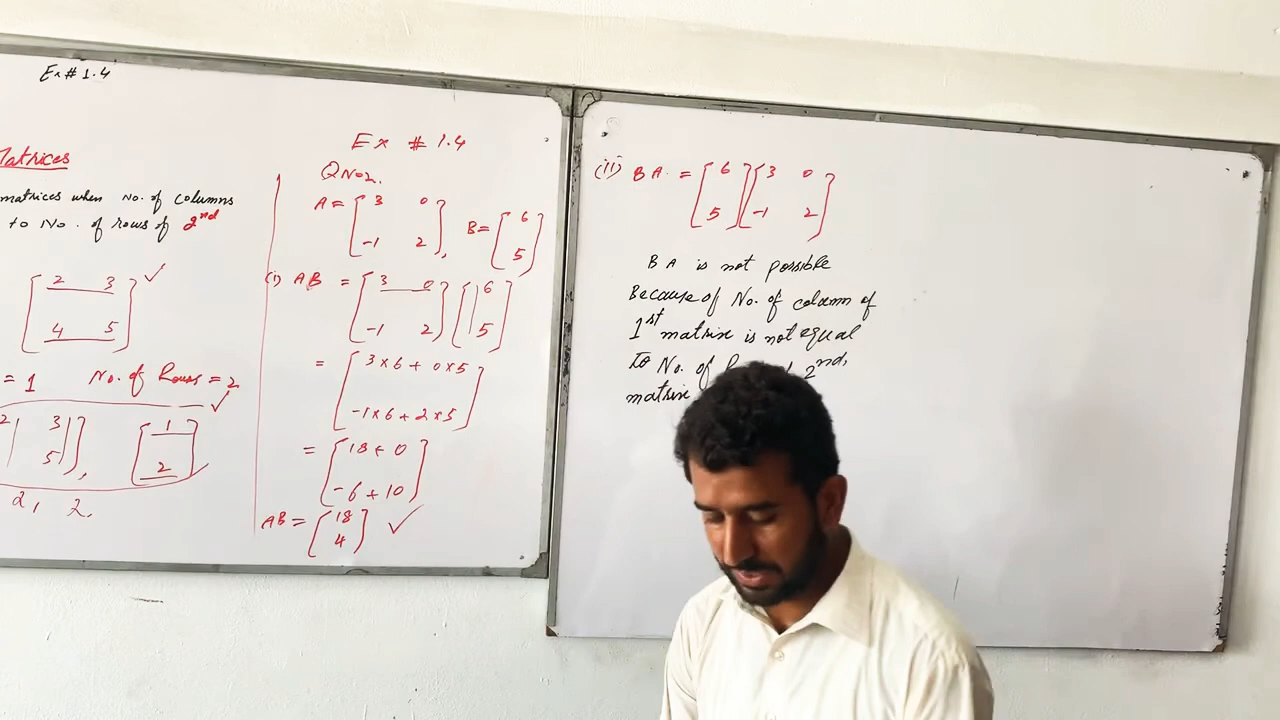 Ex # 1.4
Matrices
matrices when No. of columns
to No. of rows of 2nd
[2 3
4 5] ✓
= 1 No. of Rows = 2
2 3
5], [1
2] ✓
2, 2.
Ex # 1.4
Q No 2.
A = [3 0
-1 2], B = [6
5]
(i) AB = [3 0
-1 2] [6
5]
= [3×6 + 0×5
-1×6 + 2×5]
= [18 + 0
-6 + 10]
AB = [18
4] ✓
(ii) BA = [6
5] [3 0
-1 2]
BA is not possible
Because of No. of column of
1st matrix is not equal
To No. of 2nd,
matrix